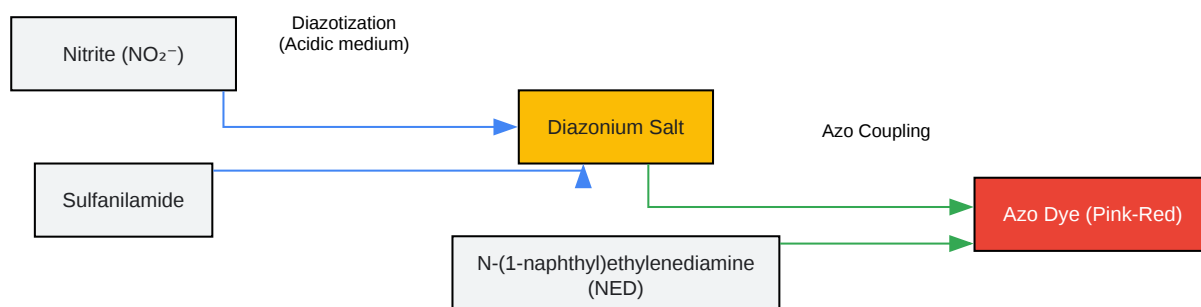 Nitrite (NO₂⁻)
Diazotization
(Acidic medium)
Diazonium Salt
Azo Coupling
Sulfanilamide
Azo Dye (Pink-Red)
N-(1-naphthyl)ethylenediamine
(NED)